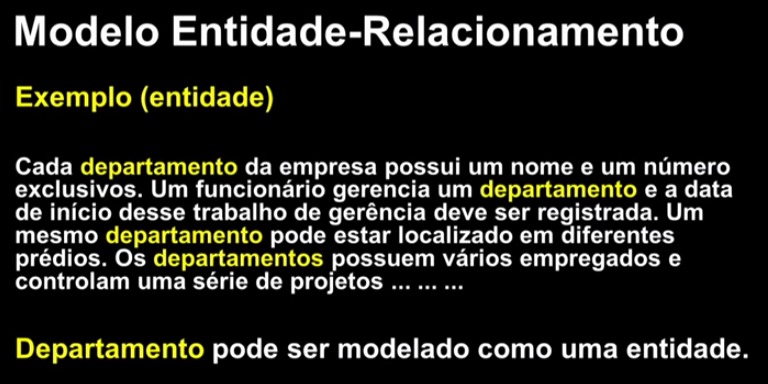 Modelo Entidade-Relacionamento
Exemplo (entidade)
Cada departamento da empresa possui um nome e um número
exclusivos. Um funcionário gerencia um departamento e a data
de início desse trabalho de gerência deve ser registrada. Um
mesmo departamento pode estar localizado em diferentes
prédios. Os departamentos possuem vários empregados e
controlam uma série de projetos ... ... ...
Departamento pode ser modelado como uma entidade.